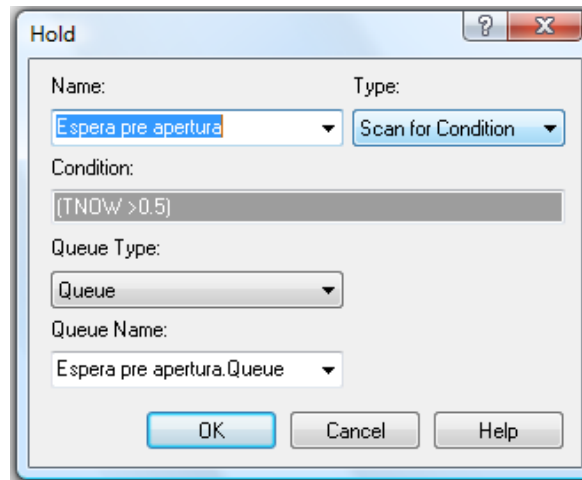 Hold
Name: Type:
Espera pre apertura Scan for Condition
Condition:
(TNOW >0.5)
Queue Type:
Queue
Queue Name:
Espera pre apertura.Queue
OK Cancel Help